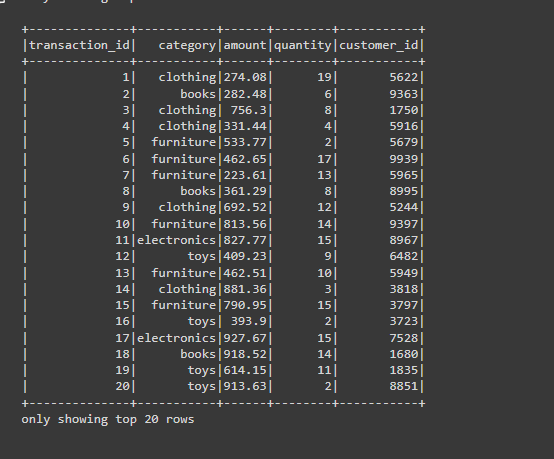 +--------------+-----------+------+--------+-----------+
|transaction_id|   category|amount|quantity|customer_id|
+--------------+-----------+------+--------+-----------+
|             1|   clothing|274.08|      19|       5622|
|             2|      books|282.48|       6|       9363|
|             3|   clothing| 756.3|       8|       1750|
|             4|   clothing|331.44|       4|       5916|
|             5|  furniture|533.77|       2|       5679|
|             6|  furniture|462.65|      17|       9939|
|             7|  furniture|223.61|      13|       5965|
|             8|      books|361.29|       8|       8995|
|             9|   clothing|692.52|      12|       5244|
|            10|  furniture|813.56|      14|       9397|
|            11|electronics|827.77|      15|       8967|
|            12|       toys|409.23|       9|       6482|
|            13|  furniture|462.51|      10|       5949|
|            14|   clothing|881.36|       3|       3818|
|            15|  furniture|790.95|      15|       3797|
|            16|       toys| 393.9|       2|       3723|
|            17|electronics|927.67|      15|       7528|
|            18|      books|918.52|      14|       1680|
|            19|       toys|614.15|      11|       1835|
|            20|       toys|913.63|       2|       8851|
+--------------+-----------+------+--------+-----------+
only showing top 20 rows